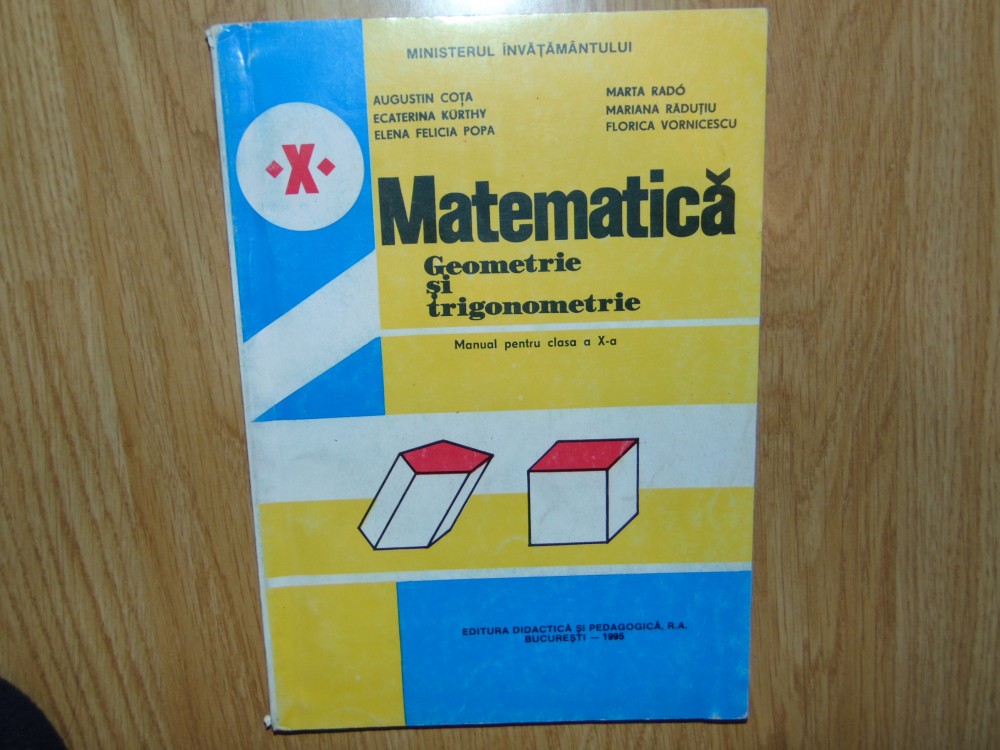 MINISTERUL ÎNVĂȚĂMÂNTULUI
AUGUSTIN COȚA
ECATERINA KÜRTHY
ELENA FELICIA POPA
MARTA RADÓ
MARIANA RĂDUȚIU
FLORICA VORNICESCU
·X·
Matematică
Geometrie
și
trigonometrie
Manual pentru clasa a X-a
EDITURA DIDACTICĂ ȘI PEDAGOGICĂ, R.A.
BUCUREȘTI — 1995